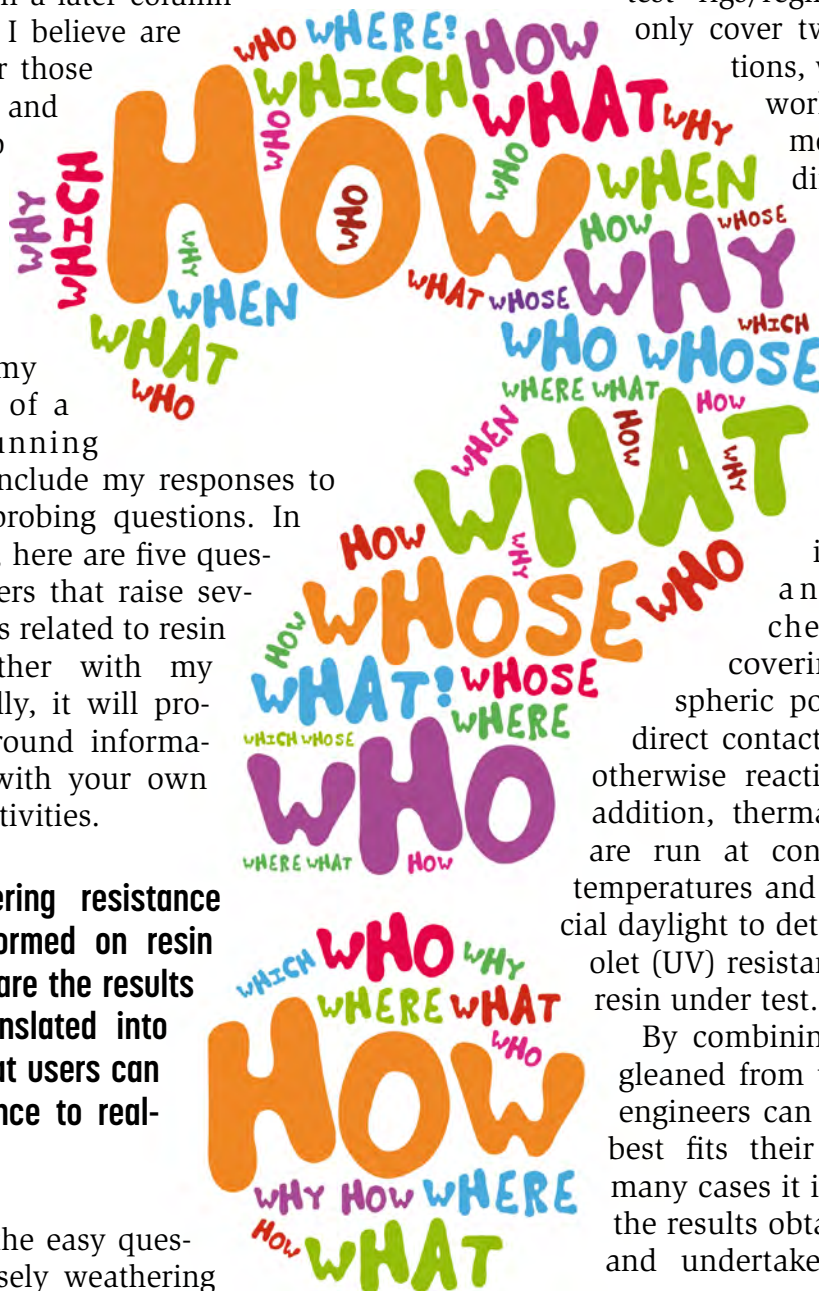 a later column
I believe are
r those
and
my
of a
unning
nclude my responses to
probing questions. In
here are five ques-
ers that raise sev-
s related to resin
ther with my
lly, it will pro-
round informa-
with your own
tivities.
ering resistance
ormed on resin
are the results
nslated into
at users can
nce to real-
he easy ques-
sely weathering
WHO WHERE! HOW
WHICH WHAT WHY
WHO HOW WHO WHO WHEN
WHY WHICH WHY HOW WHOSE
WHEN WHAT WHOSE WHY
WHAT WHO WHOSE WHICH
WHO WHERE WHAT HOW
WHEN WHAT HOW WHY
HOW WHY WHO
HOW WHOSE
WHAT! WHOSE
WHICH WHOSE WHERE
WHO
WHERE WHAT HOW
WHICH WHO WHY
WHERE WHAT
HOW WHO
WHY HOW WHERE
HOW WHAT
only cover tw
tions, w
work
me
di
i
an
che
coverin
spheric po
direct contact
otherwise reacti
addition, therma
are run at con
temperatures and
cial daylight to det
olet (UV) resistan
resin under test.
By combinin
gleaned from t
engineers can
best fits their
many cases it i
the results obta
and undertake